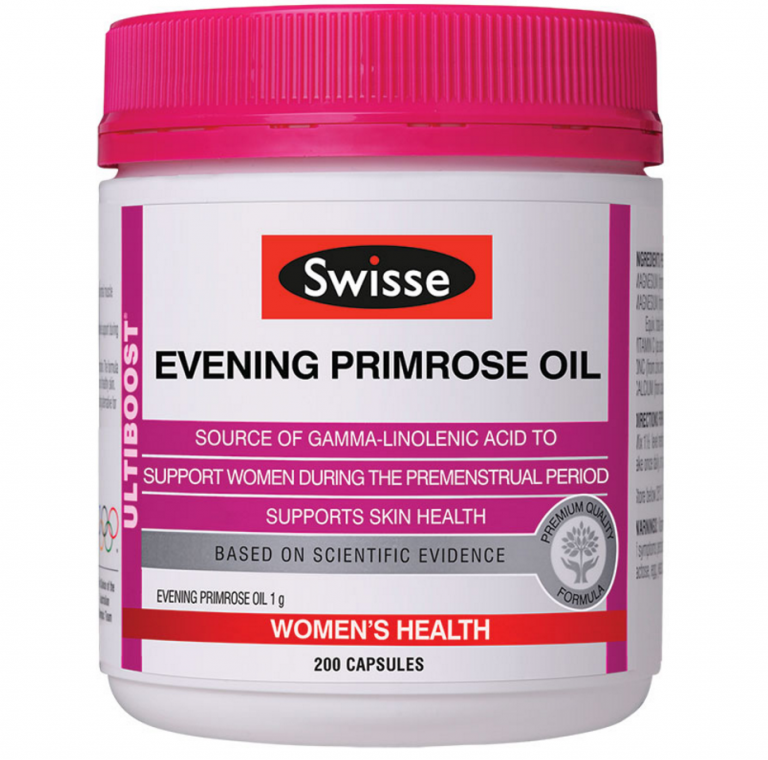 Swisse
EVENING PRIMROSE OIL
ULTIBOOST®
SOURCE OF GAMMA-LINOLENIC ACID TO
SUPPORT WOMEN DURING THE PREMENSTRUAL PERIOD
SUPPORTS SKIN HEALTH
BASED ON SCIENTIFIC EVIDENCE
PREMIUM QUALITY
FORMULA
EVENING PRIMROSE OIL 1 g
WOMEN'S HEALTH
200 CAPSULES